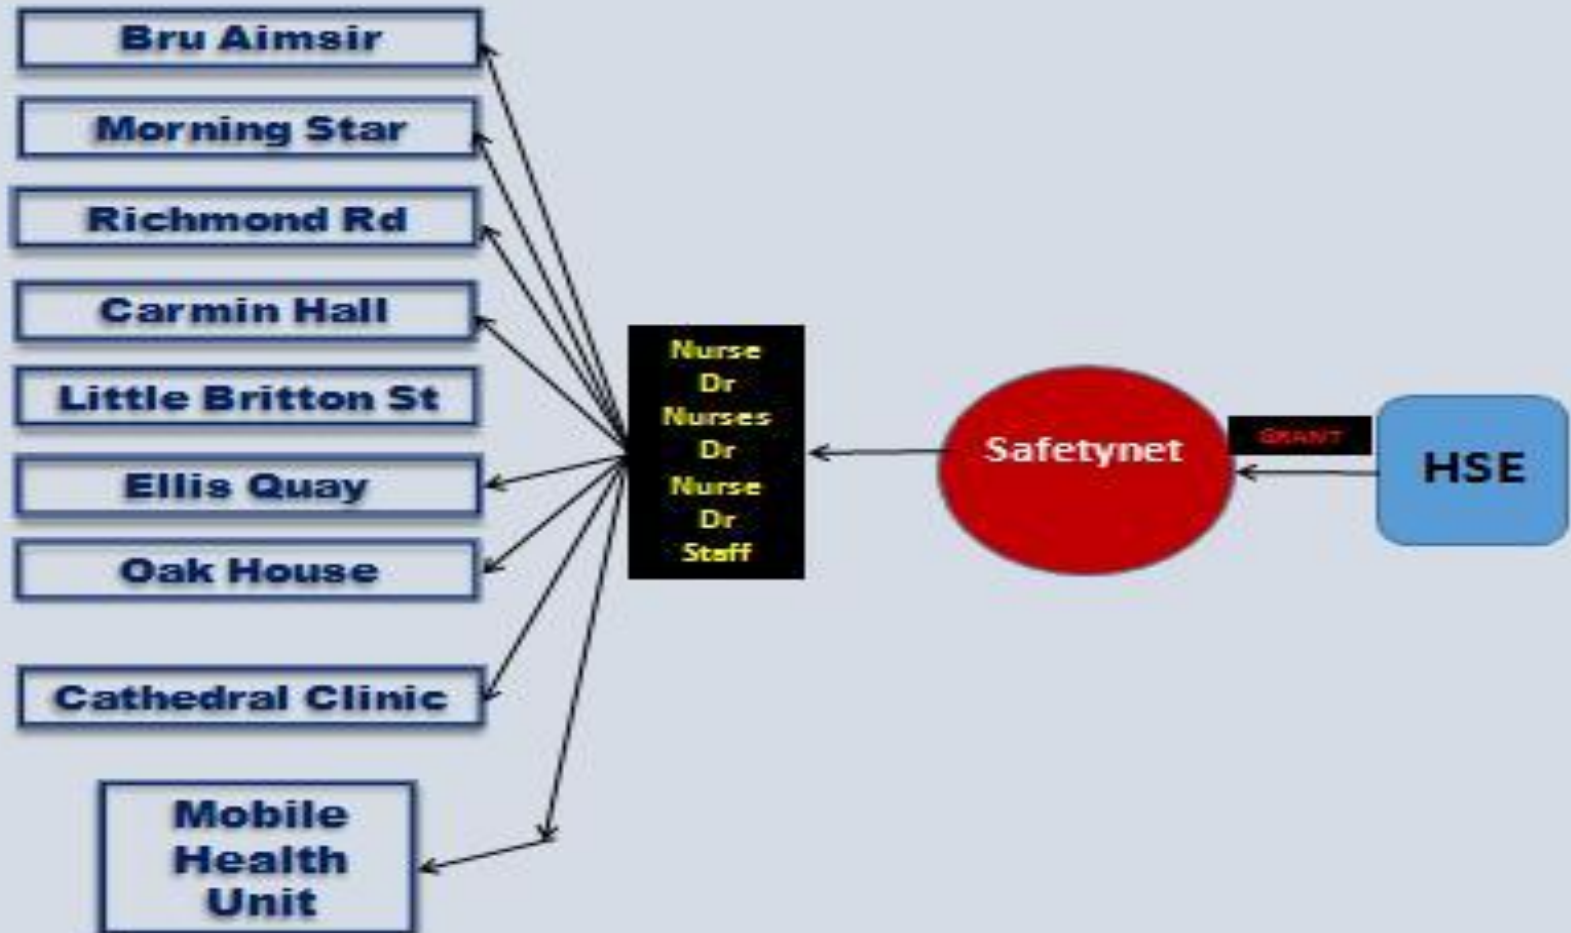 Bru Aimsir
Morning Star
Richmond Rd
Carmin Hall
Little Britton St
Ellis Quay
Oak House
Cathedral Clinic
Mobile
Health
Unit
Nurse
Dr
Nurses
Dr
Nurse
Dr
Staff
Safetynet
GRANT
HSE